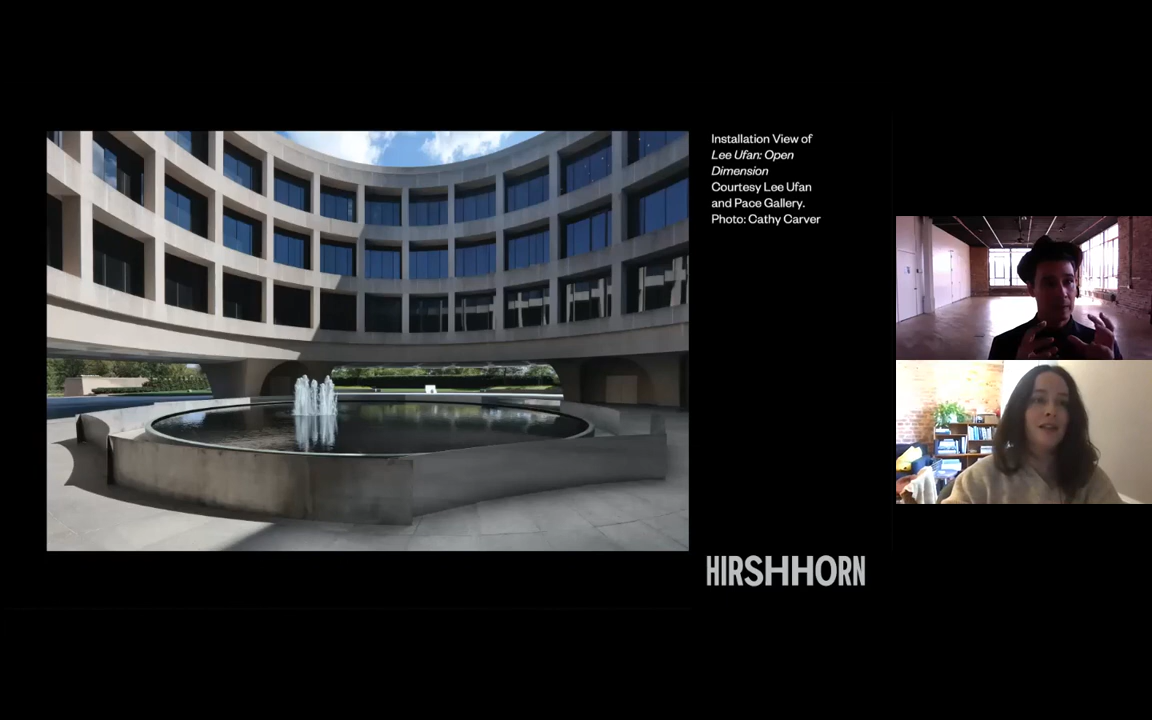 Installation View of
Lee Ufan: Open
Dimension
Courtesy Lee Ufan
and Pace Gallery.
Photo: Cathy Carver
HIRSHHORN